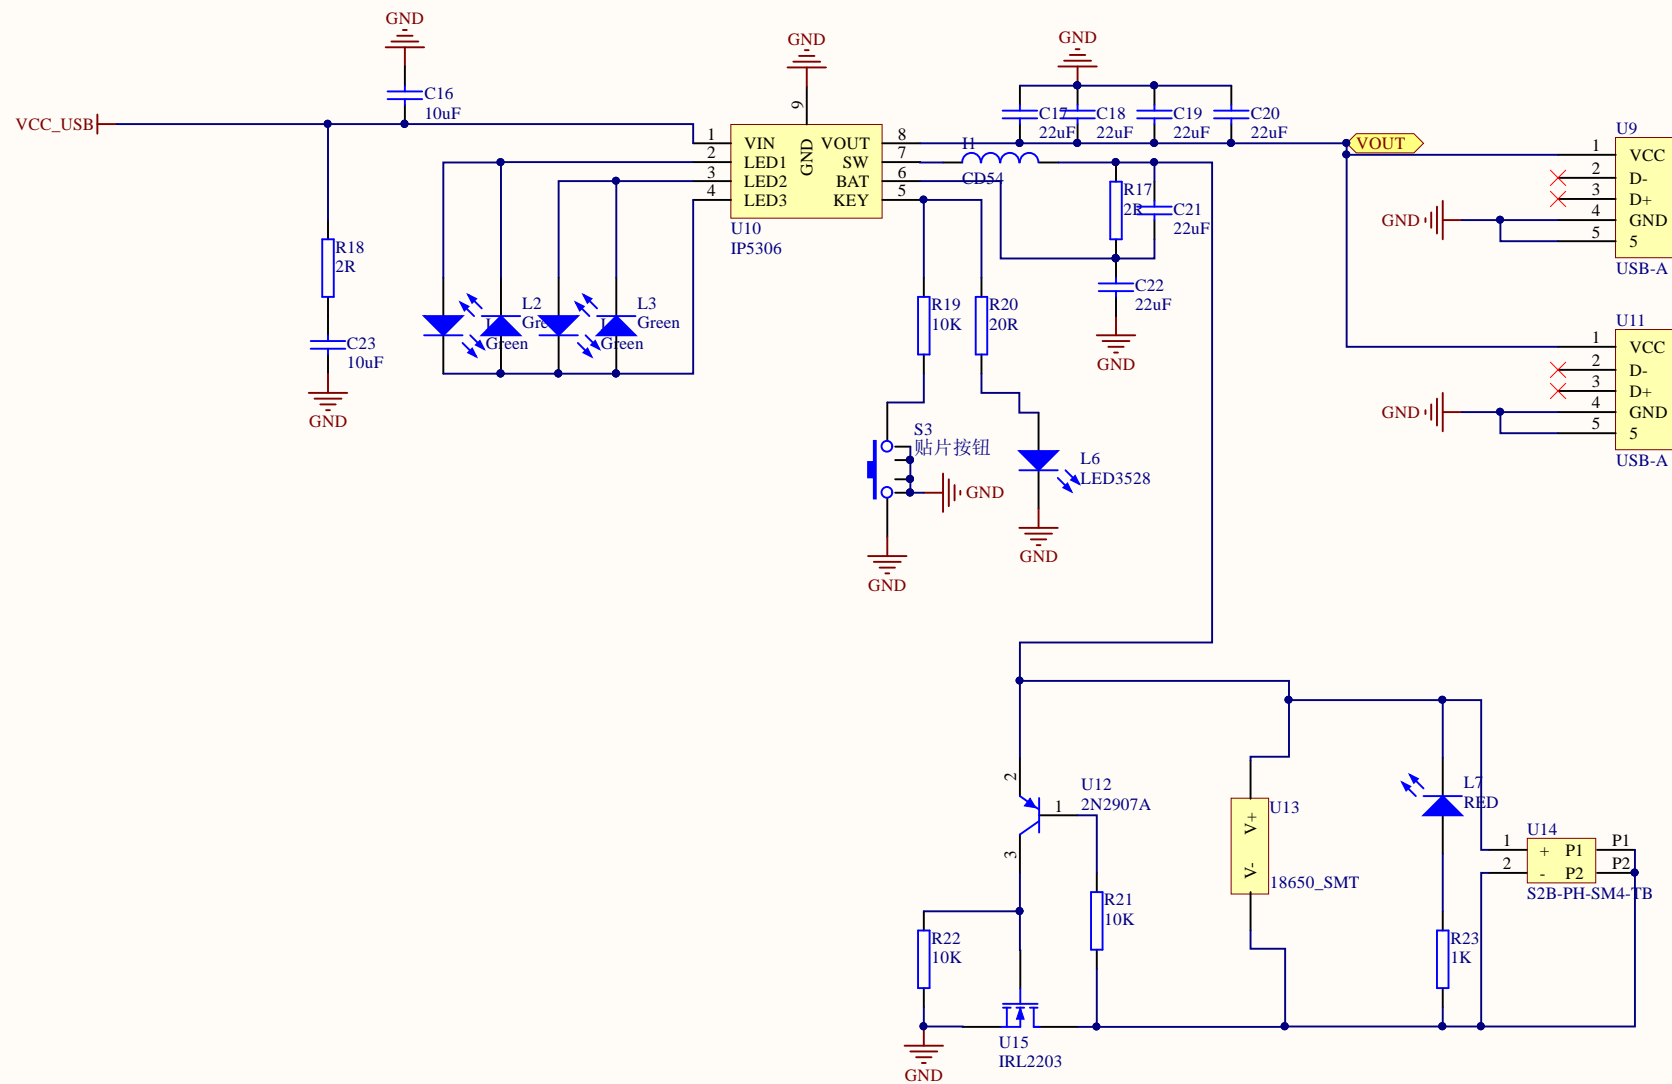 GND
C16
10uF
VCC_USB
GND
9
GND
C17
22uF
C18
22uF
C19
22uF
C20
22uF
1
2
3
4
VIN
LED1
LED2
LED3
GND
VOUT
SW
BAT
KEY
8
7
6
5
U10
IP5306
CD54
VOUT
R17
2R
C21
22uF
C22
22uF
GND
U9
1
2
3
4
5
VCC
D-
D+
GND
5
USB-A
GND
U11
1
2
3
4
5
VCC
D-
D+
GND
5
USB-A
GND
R18
2R
C23
10uF
GND
L2
Green
L3
Green
Green
R19
10K
R20
20R
S3
贴片按钮
GND
GND
L6
LED3528
GND
2
U12
2N2907A
1
3
R21
10K
R22
10K
U15
IRL2203
GND
U13
V+
V-
18650_SMT
L7
RED
R23
1K
U14
1
2
+
-
P1
P2
P1
P2
S2B-PH-SM4-TB